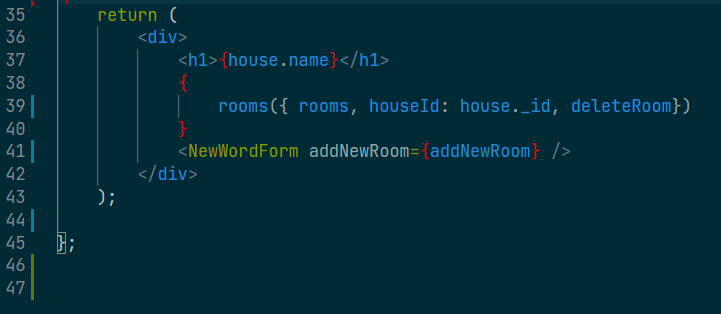 35 return (
36 <div>
37 <h1>{house.name}</h1>
38 {
39 rooms({ rooms, houseId: house._id, deleteRoom})
40 }
41 <NewWordForm addNewRoom={addNewRoom} />
42 </div>
43 );
44
45 };
46
47